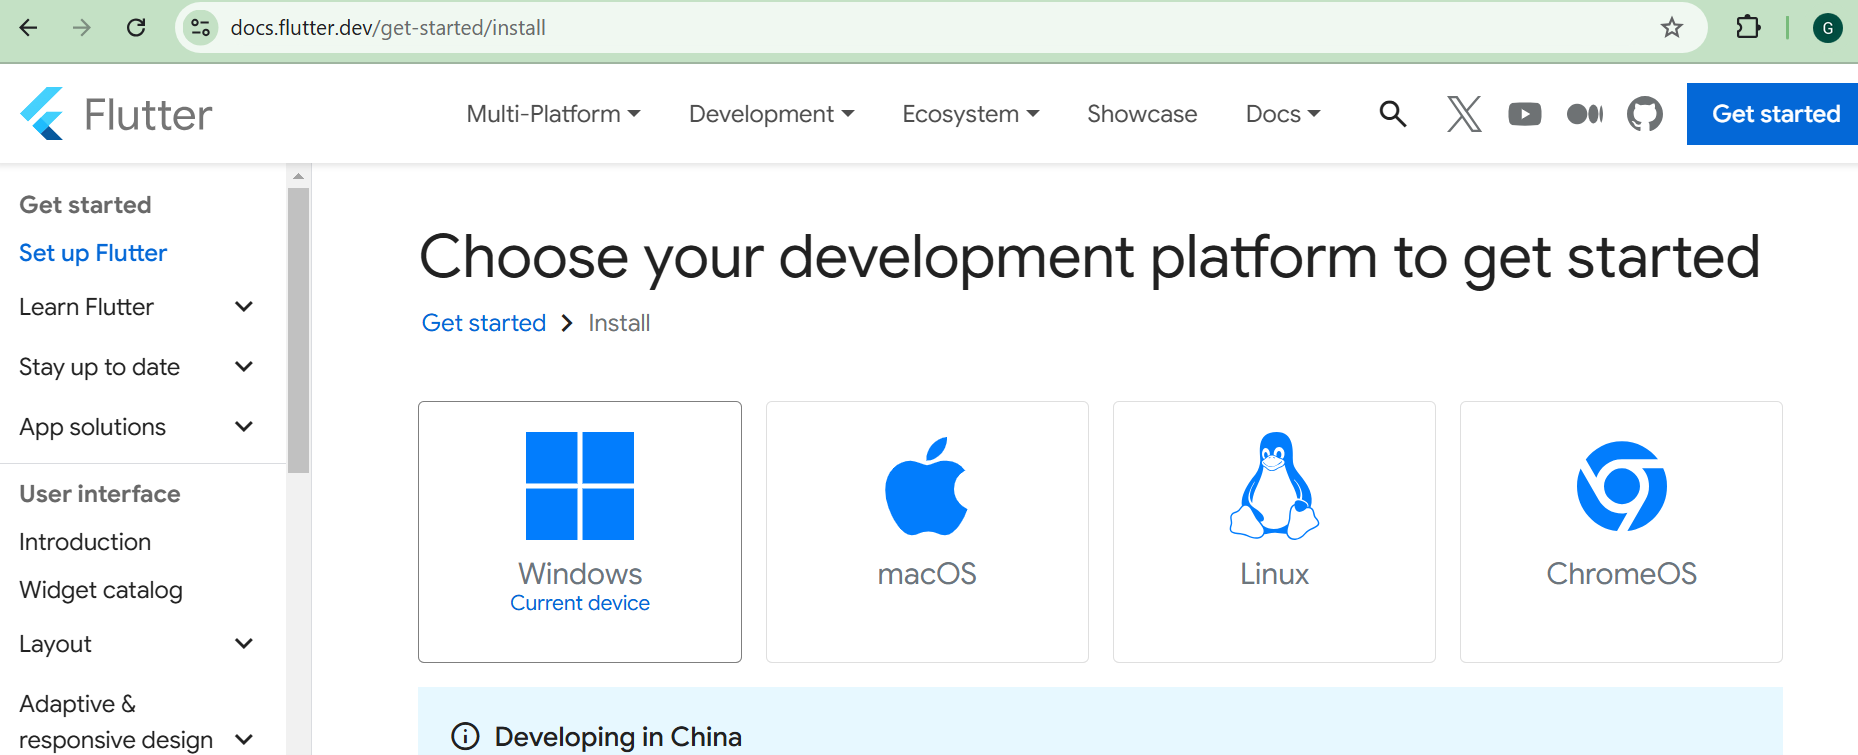 docs.flutter.dev/get-started/install
G
Flutter
Multi-Platform
Development
Ecosystem
Showcase
Docs
Get started
Get started
Set up Flutter
Learn Flutter
Stay up to date
App solutions
User interface
Introduction
Widget catalog
Layout
Adaptive &
responsive design
Choose your development platform to get started
Get started
Install
Windows
Current device
macOS
Linux
ChromeOS
Developing in China